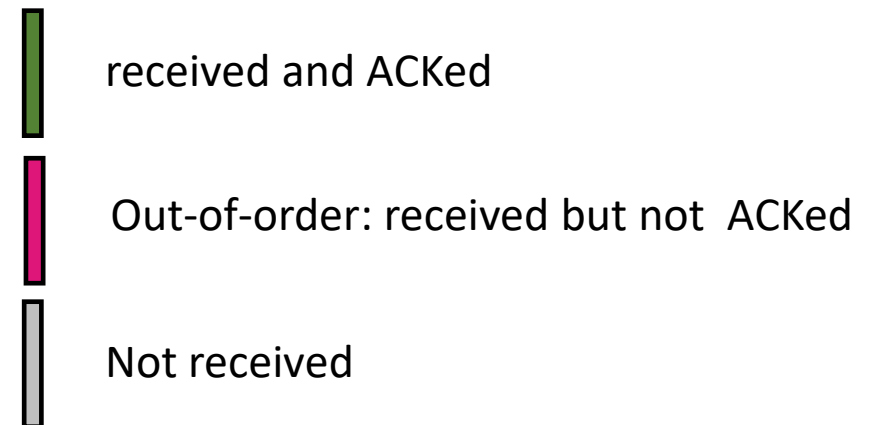 received and ACKed
Out-of-order: received but not  ACKed
Not received